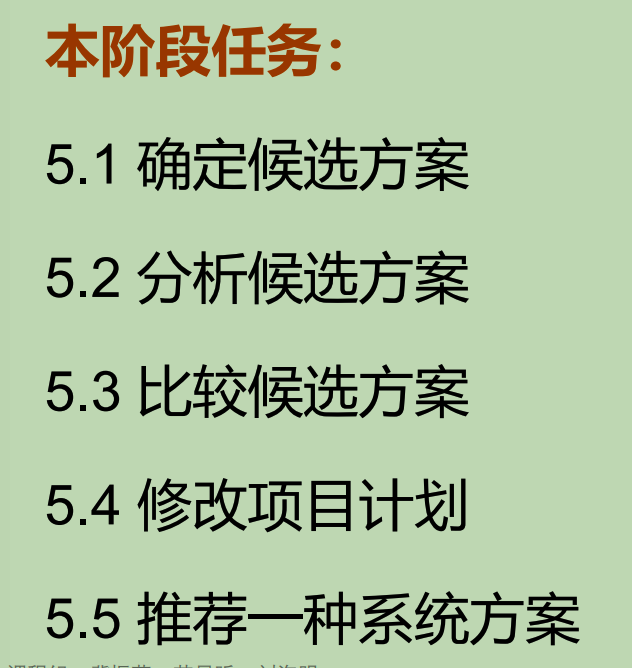 本阶段任务：
5.1 确定候选方案
5.2 分析候选方案
5.3 比较候选方案
5.4 修改项目计划
5.5 推荐一种系统方案